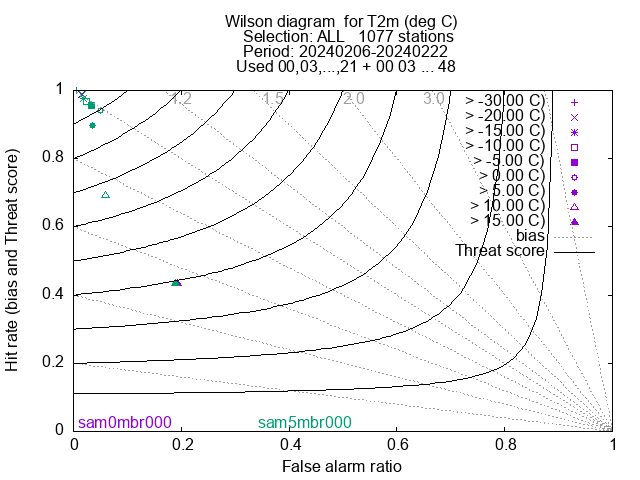 Wilson diagram  for T2m (deg C)
Selection: ALL   1077 stations
Period: 20240206-20240222
Used 00,03,...,21 + 00 03 ... 48
1.2 1.5 2.0 3.0
> -30.00 C)
> -20.00 C)
> -15.00 C)
> -10.00 C)
> -5.00 C)
> 0.00 C)
> 5.00 C)
> 10.00 C)
> 15.00 C)
bias
Threat score
1
0.8
0.6
0.4
0.2
0
Hit rate (bias and Threat score)
sam0mbr000 sam5mbr000
0 0.2 0.4 0.6 0.8 1
False alarm ratio